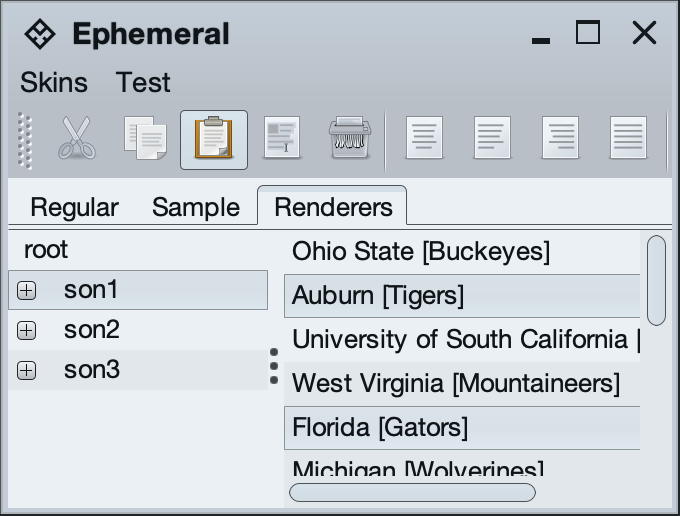 Ephemeral
Skins Test
Regular Sample Renderers
root
son1
son2
son3
Ohio State [Buckeyes]
Auburn [Tigers]
University of South California [
West Virginia [Mountaineers]
Florida [Gators]
Michigan [Wolverines]